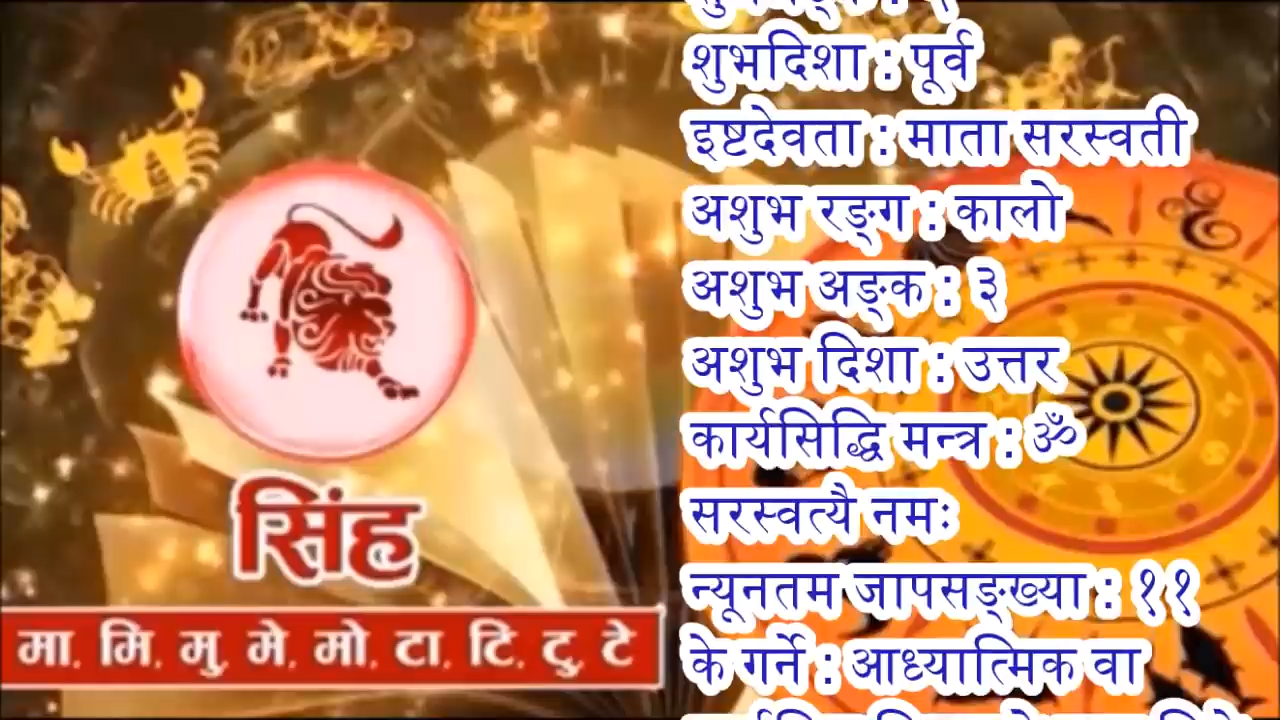 सिंह
मा. मि. मु. मे. मो. टा. टि. टु. टे
शुभदिशा : पूर्व
इष्टदेवता : माता सरस्वती
अशुभ रङ्ग : कालो
अशुभ अङ्क : ३
अशुभ दिशा : उत्तर
कार्यसिद्धि मन्त्र : ॐ
सरस्वत्यै नमः
न्यूनतम जापसङ्ख्या : ११
के गर्ने : आध्यात्मिक वा